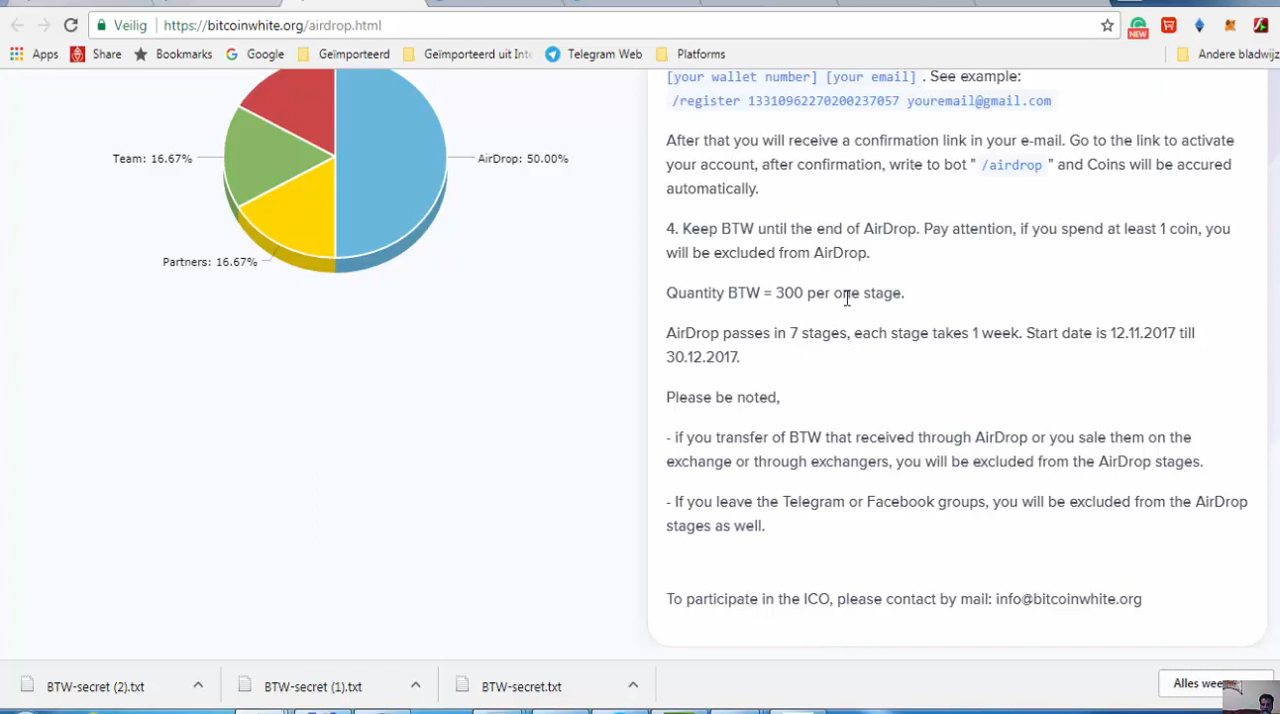 Veilig
https://bitcoinwhite.org/airdrop.html
NEW
Apps Share Bookmarks Google Geïmporteerd Geïmporteerd uit Inte Telegram Web Platforms Andere bladwijz
Team: 16.67%
AirDrop: 50.00%
Partners: 16.67%
[your wallet number] [your email] . See example:
/register 13310962270200237057 youremail@gmail.com
After that you will receive a confirmation link in your e-mail. Go to the link to activate
your account, after confirmation, write to bot " /airdrop " and Coins will be accured
automatically.
4. Keep BTW until the end of AirDrop. Pay attention, if you spend at least 1 coin, you
will be excluded from AirDrop.
Quantity BTW = 300 per one stage.
AirDrop passes in 7 stages, each stage takes 1 week. Start date is 12.11.2017 till
30.12.2017.
Please be noted,
- if you transfer of BTW that received through AirDrop or you sale them on the
exchange or through exchangers, you will be excluded from the AirDrop stages.
- If you leave the Telegram or Facebook groups, you will be excluded from the AirDrop
stages as well.
To participate in the ICO, please contact by mail: info@bitcoinwhite.org
BTW-secret (2).txt
BTW-secret (1).txt
BTW-secret.txt
Alles